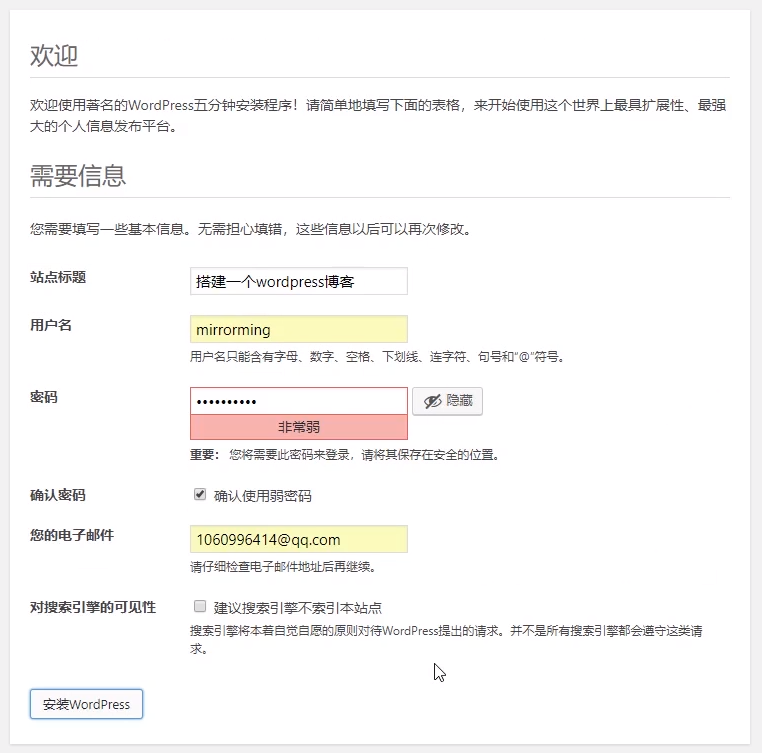 欢迎
欢迎使用著名的WordPress五分钟安装程序！请简单地填写下面的表格，来开始使用这个世界上最具扩展性、最强
大的个人信息发布平台。
需要信息
您需要填写一些基本信息。无需担心填错，这些信息以后可以再次修改。
站点标题
搭建一个wordpress博客
用户名
mirrorming
用户名只能含有字母、数字、空格、下划线、连字符、句号和“@”符号。
密码
••••••••••
隐藏
非常弱
重要： 您将需要此密码来登录，请将其保存在安全的位置。
确认密码
确认使用弱密码
您的电子邮件
1060996414@qq.com
请仔细检查电子邮件地址后再继续。
对搜索引擎的可见性
建议搜索引擎不索引本站点
搜索引擎将本着自觉自愿的原则对待WordPress提出的请求。并不是所有搜索引擎都会遵守这类请
求。
安装WordPress